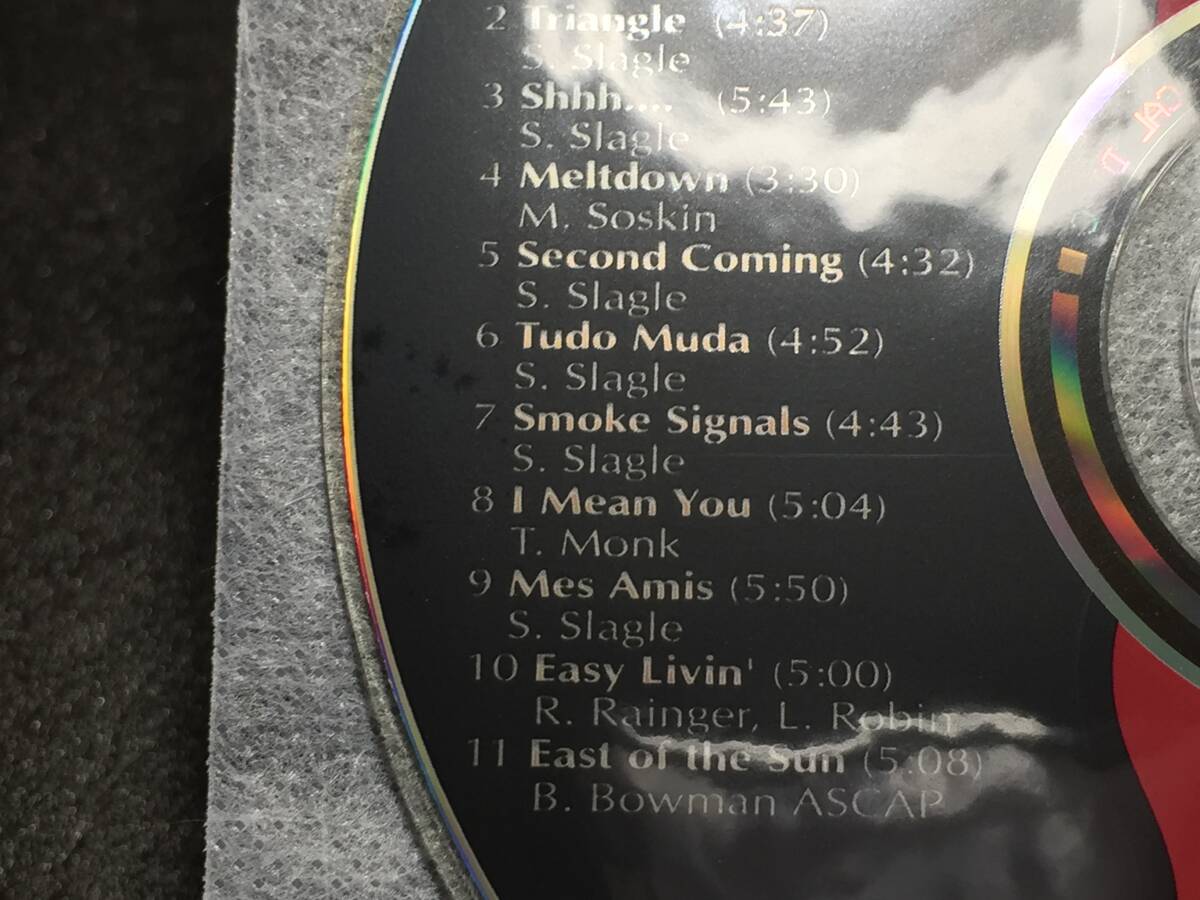 2 Triangle (4:37)
S. Slagle
3 Shhh.... (5:43)
S. Slagle
4 Meltdown (3:30)
M. Soskin
5 Second Coming (4:32)
S. Slagle
6 Tudo Muda (4:52)
S. Slagle
7 Smoke Signals (4:43)
S. Slagle
8 I Mean You (5:04)
T. Monk
9 Mes Amis (5:50)
S. Slagle
10 Easy Livin' (5:00)
R. Rainger, L. Robin
11 East of the Sun (5:08)
B. Bowman ASCAP